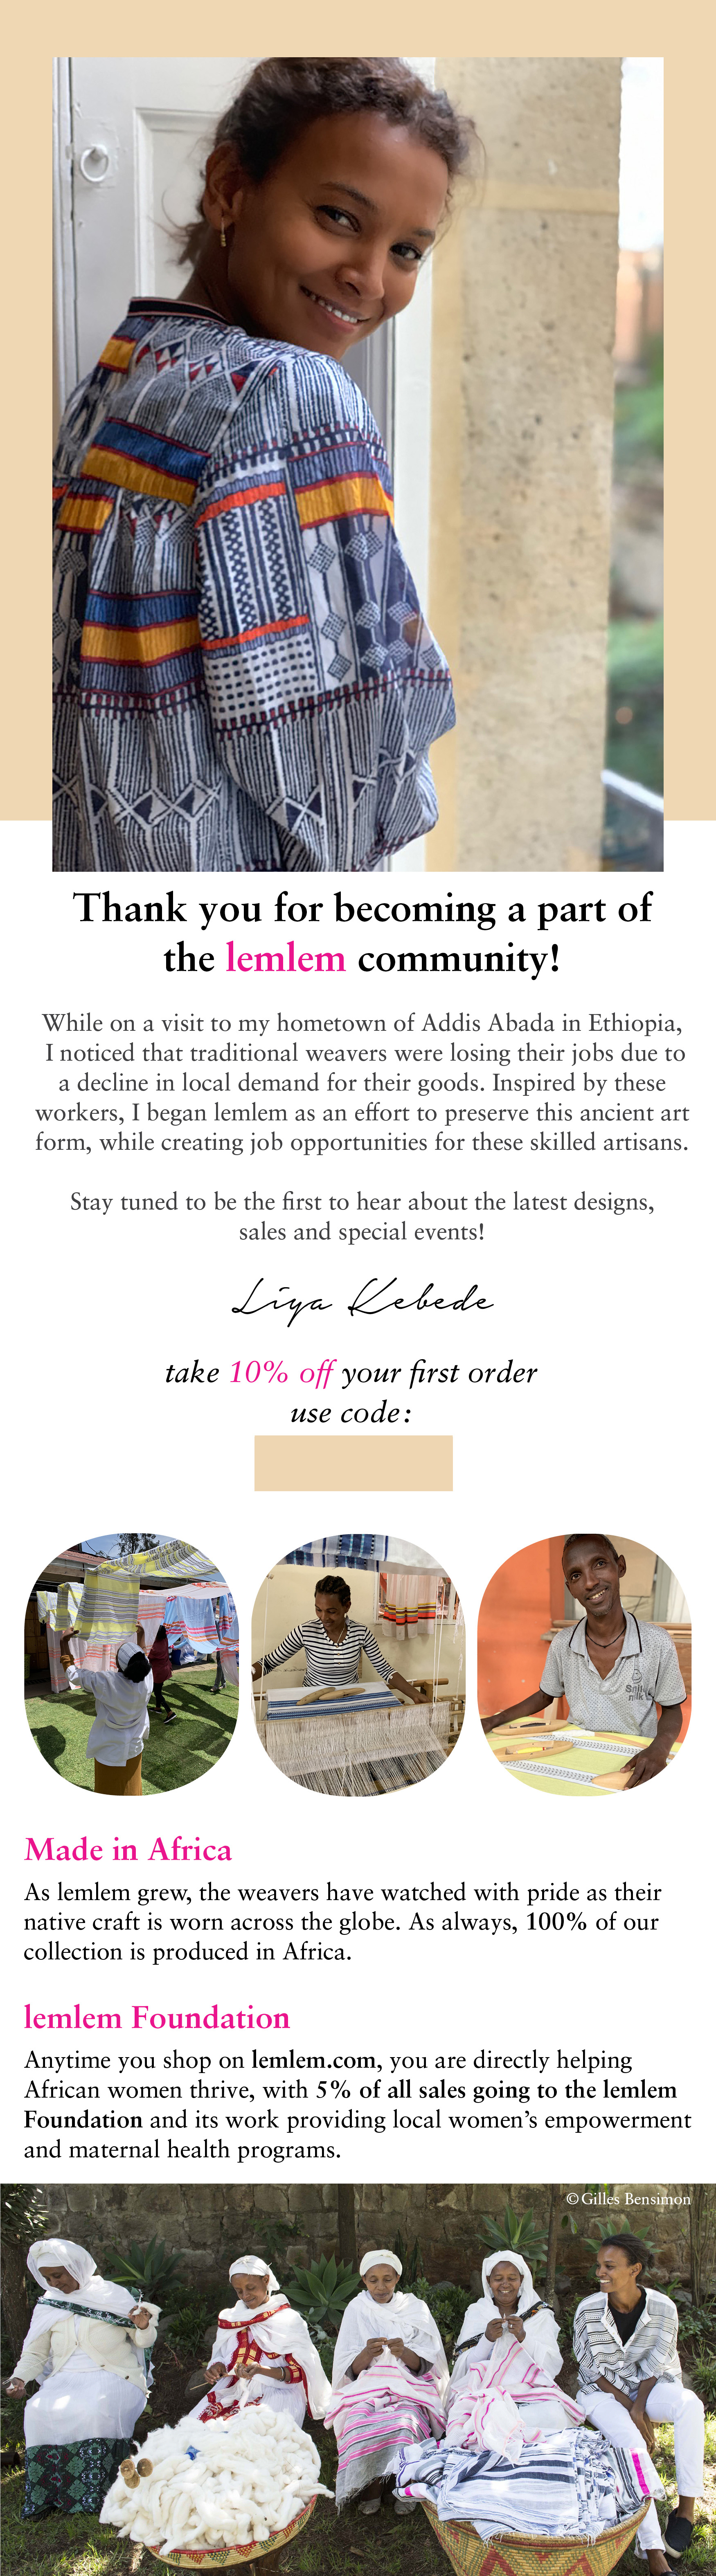 Thank you for becoming a part of
the lemlem community!
While on a visit to my hometown of Addis Abada in Ethiopia,
I noticed that traditional weavers were losing their jobs due to
a decline in local demand for their goods. Inspired by these
workers, I began lemlem as an effort to preserve this ancient art
form, while creating job opportunities for these skilled artisans.
Stay tuned to be the first to hear about the latest designs,
sales and special events!
Liya Kebede
take 10% off your first order
use code:
Made in Africa
As lemlem grew, the weavers have watched with pride as their
native craft is worn across the globe. As always, 100% of our
collection is produced in Africa.
lemlem Foundation
Anytime you shop on lemlem.com, you are directly helping
African women thrive, with 5% of all sales going to the lemlem
Foundation and its work providing local women’s empowerment
and maternal health programs.
© Gilles Bensimon